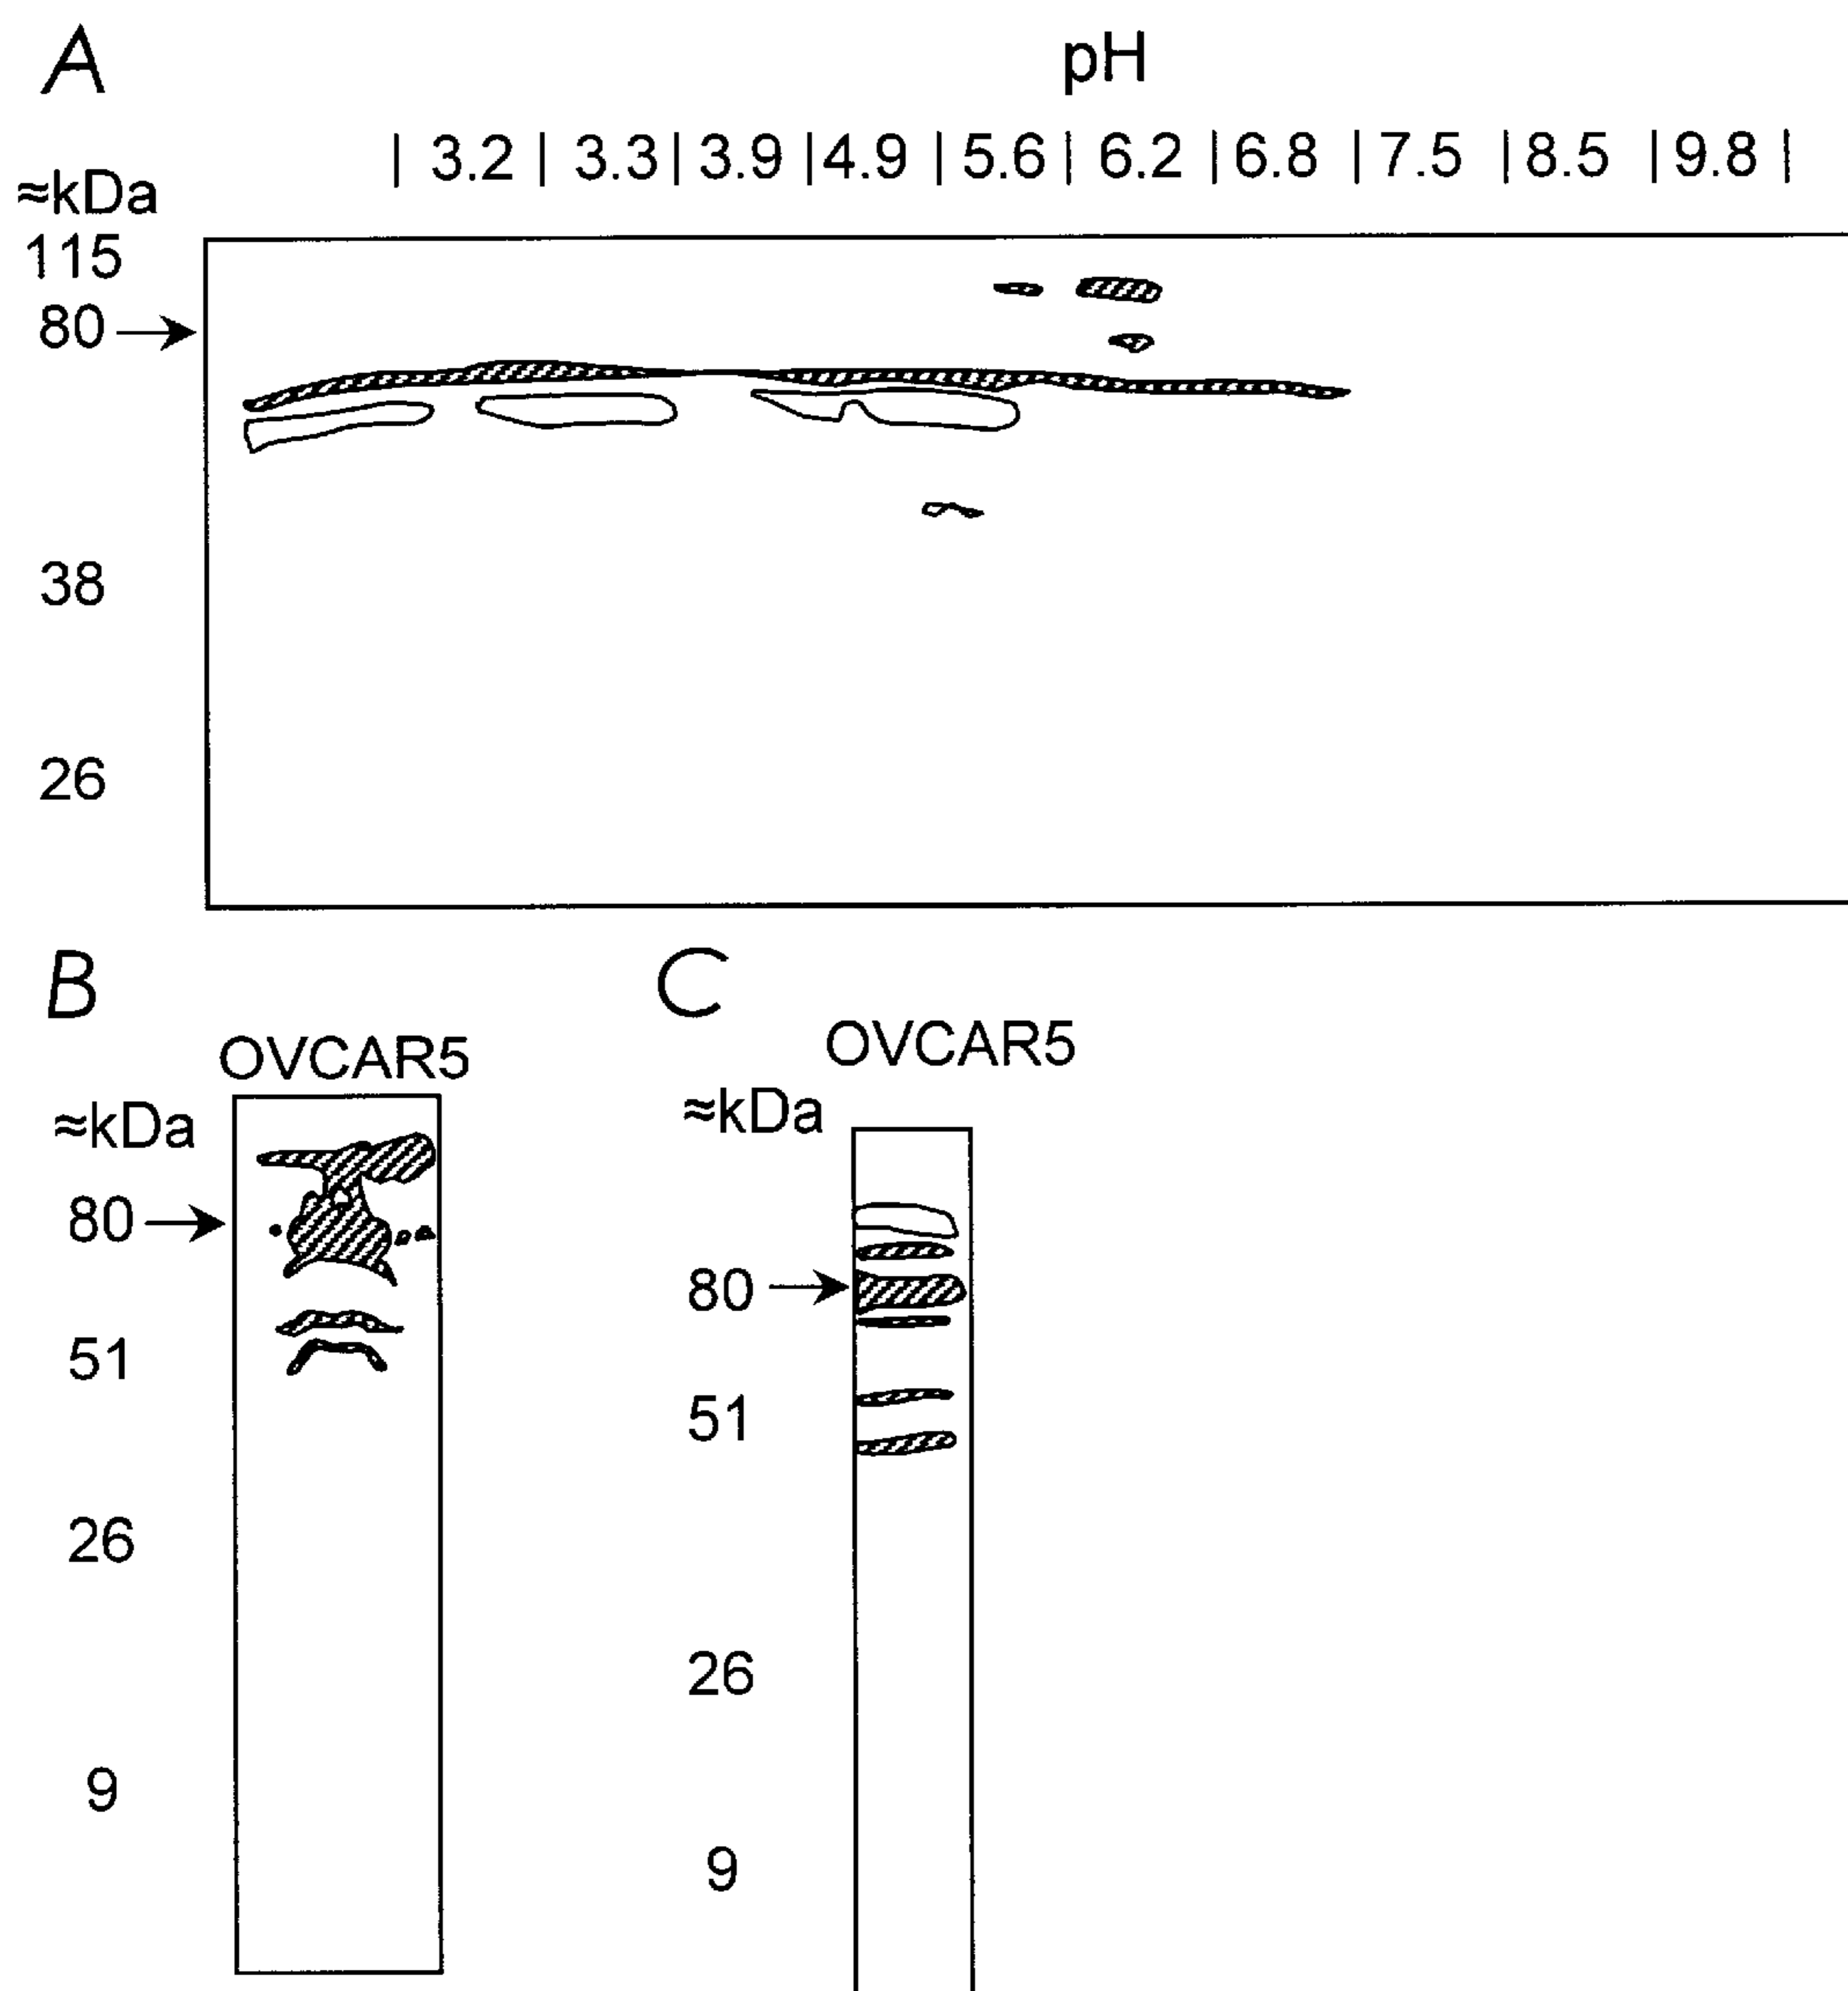 A
pH
| 3.2 | 3.3 | 3.9 | 4.9 | 5.6 | 6.2 | 6.8 | 7.5 | 8.5 | 9.8 |
≈kDa
115
80
38
26
B
OVCAR5
≈kDa
80
51
26
9
C
OVCAR5
≈kDa
80
51
26
9